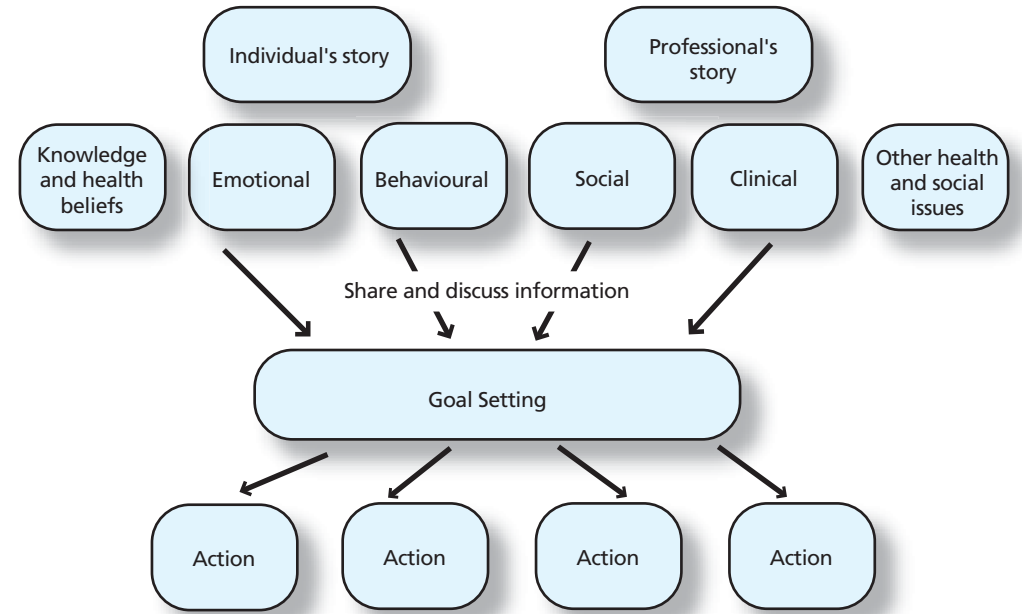 Individual's story
Professional's
story
Knowledge
and health
beliefs
Emotional
Behavioural
Social
Clinical
Other health
and social
issues
Share and discuss information
Goal Setting
Action
Action
Action
Action